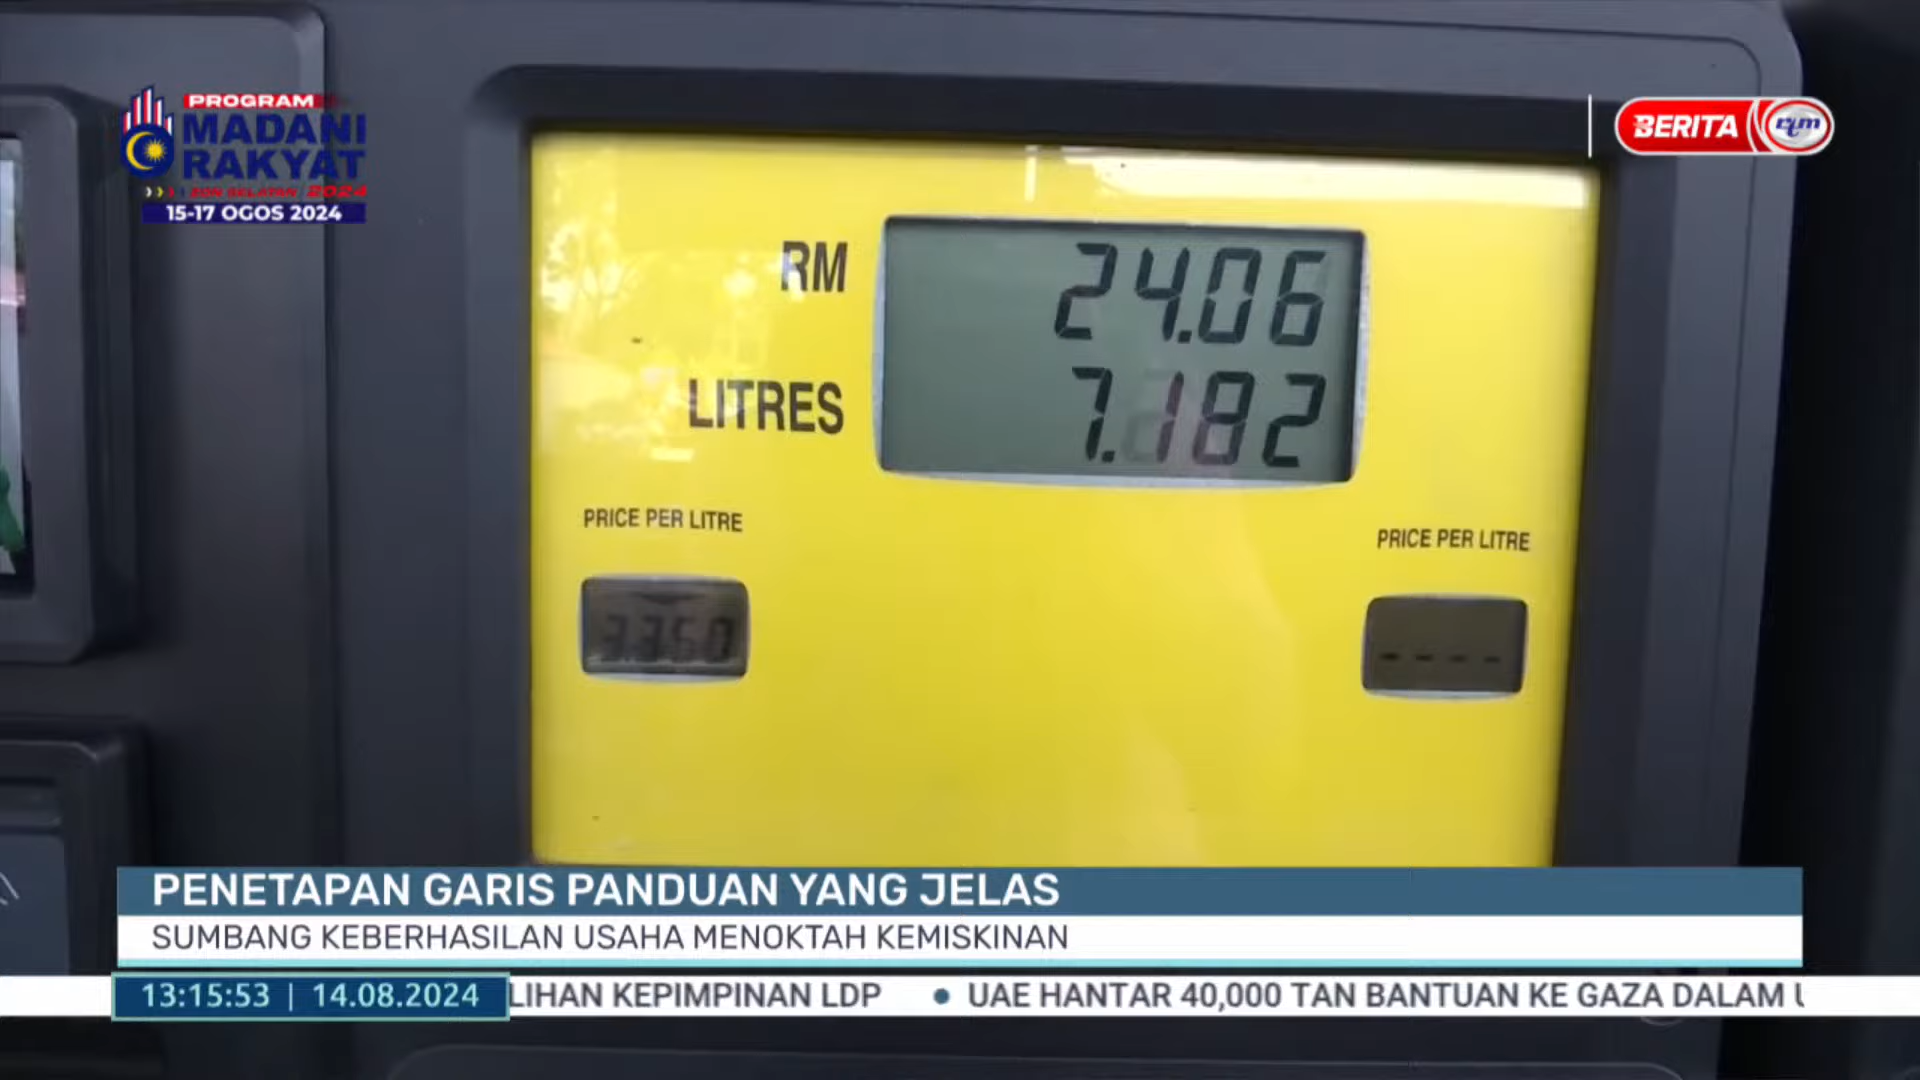 PROGRAM
MADANI
RAKYAT
2024
15-17 OGOS 2024
BERITA rtm
RM 24.06
LITRES 7.182
PRICE PER LITRE
PRICE PER LITRE
3.350
- - - -
PENETAPAN GARIS PANDUAN YANG JELAS
SUMBANG KEBERHASILAN USAHA MENOKTAH KEMISKINAN
13:15:53 | 14.08.2024 LIHAN KEPIMPINAN LDP • UAE HANTAR 40,000 TAN BANTUAN KE GAZA DALAM